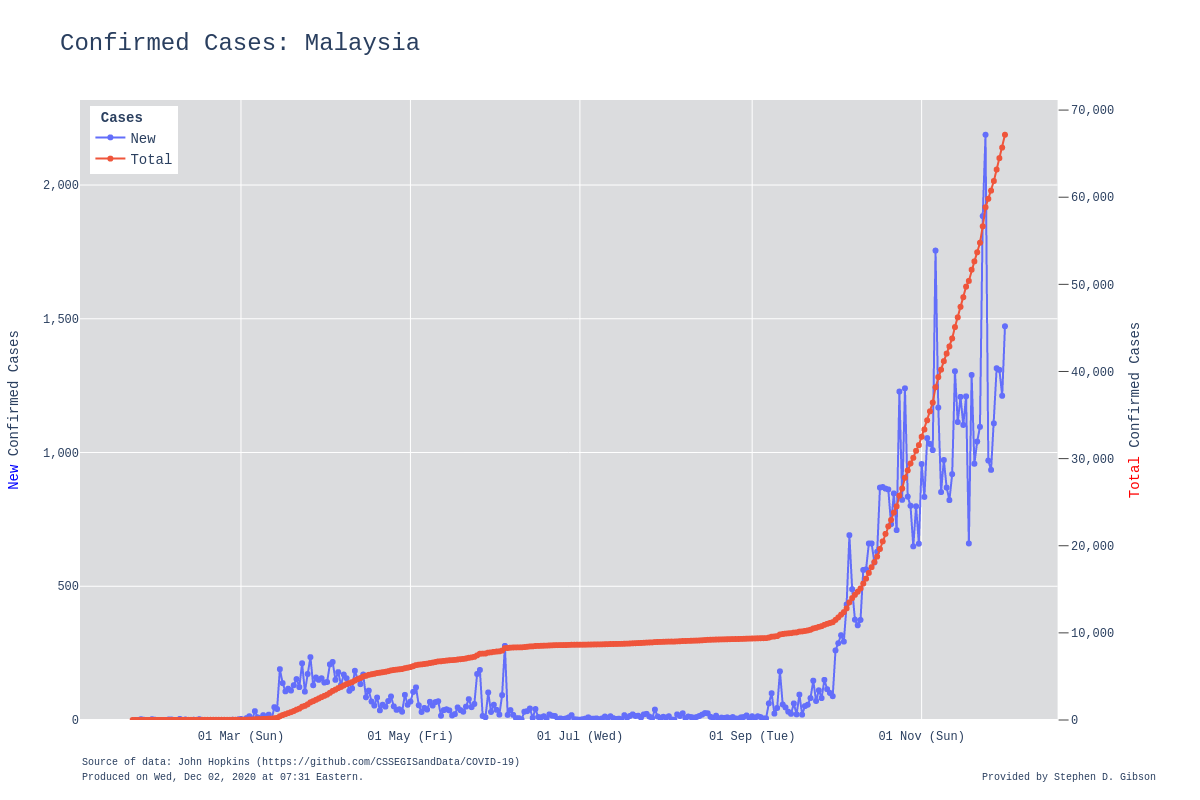 Confirmed Cases: Malaysia
Cases
New
Total
2,000
1,500
1,000
500
0
New Confirmed Cases
70,000
60,000
50,000
40,000
30,000
20,000
10,000
0
Total Confirmed Cases
01 Mar (Sun)
01 May (Fri)
01 Jul (Wed)
01 Sep (Tue)
01 Nov (Sun)
Source of data: John Hopkins (https://github.com/CSSEGISandData/COVID-19)
Produced on Wed, Dec 02, 2020 at 07:31 Eastern.
Provided by Stephen D. Gibson